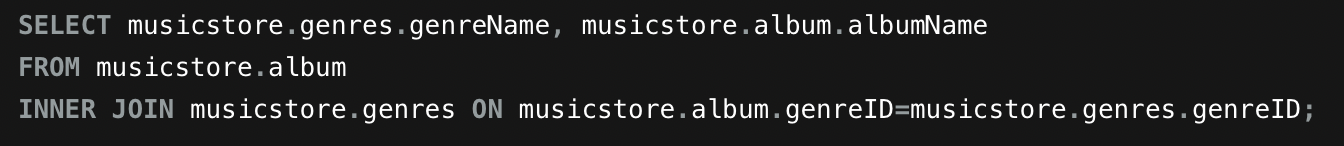 SELECT musicstore.genres.genreName, musicstore.album.albumName
FROM musicstore.album
INNER JOIN musicstore.genres ON musicstore.album.genreID=musicstore.genres.genreID;